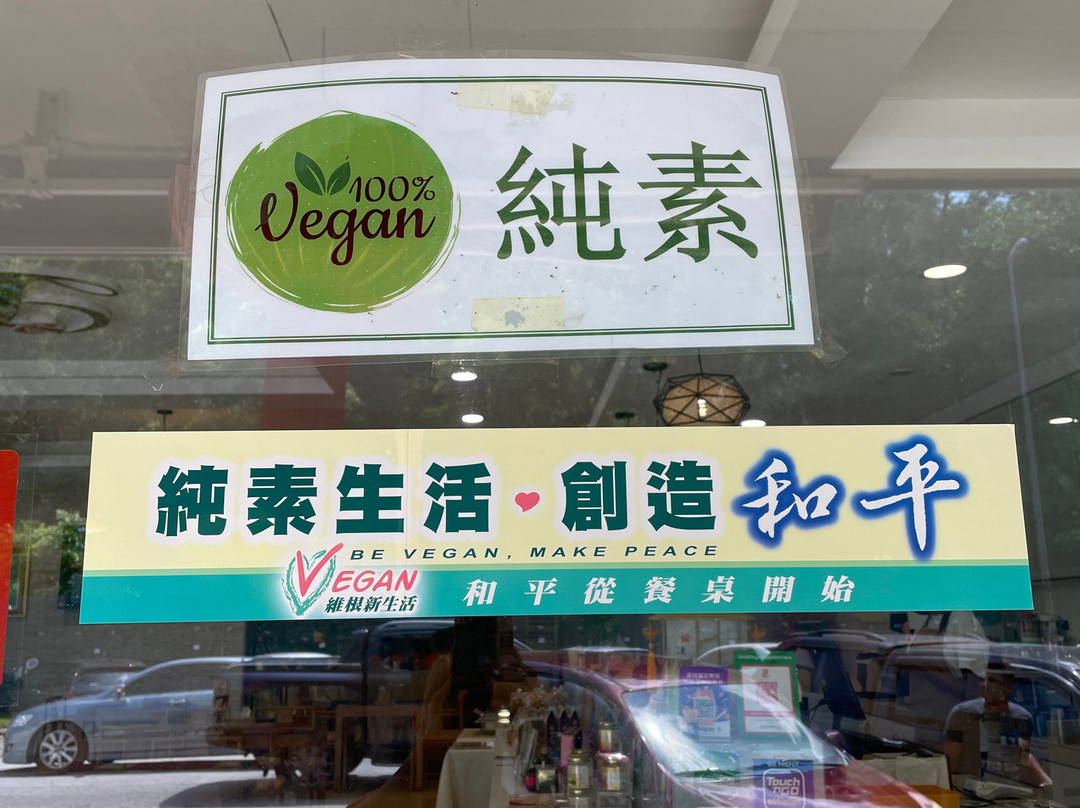 100%
Vegan
純素
純素生活・創造和平
BE VEGAN, MAKE PEACE
VEGAN
維根新生活
和平從餐桌開始
Touch